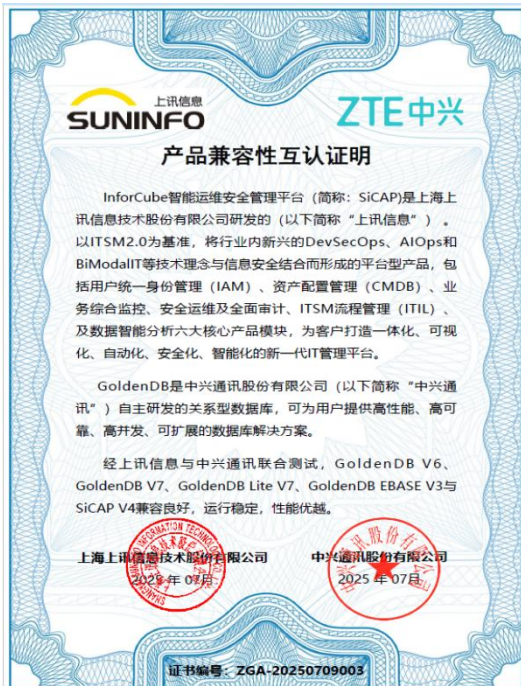 上讯信息
SUNINFO
ZTE中兴
产品兼容性互认证明
InforCube智能运维安全管理平台（简称：SiCAP)是上海上
讯信息技术股份有限公司研发的（以下简称“上讯信息”）。
以ITSM2.0为基准，将行业内新兴的DevSecOps、AIOps和
BiModalIT等技术理念与信息安全结合而形成的平台型产品，包
括用户统一身份管理（IAM）、资产配置管理（CMDB）、业
务综合监控、安全运维及全面审计、ITSM流程管理（ITIL）、
及数据智能分析六大核心产品模块，为客户打造一体化、可视
化、自动化、安全化、智能化的新一代IT管理平台。
GoldenDB是中兴通讯股份有限公司（以下简称“中兴通
讯”）自主研发的关系型数据库，可为用户提供高性能、高可
靠、高并发、可扩展的数据库解决方案。
经上讯信息与中兴通讯联合测试，GoldenDB V6、
GoldenDB V7、GoldenDB Lite V7、GoldenDB EBASE V3与
SiCAP V4兼容良好，运行稳定，性能优越。
上海上讯信息技术股份有限公司
2025 年 07月
中兴通讯股份有限公司
2025 年 07月
中兴通讯股份有限公司
证书编号：ZGA-20250709003